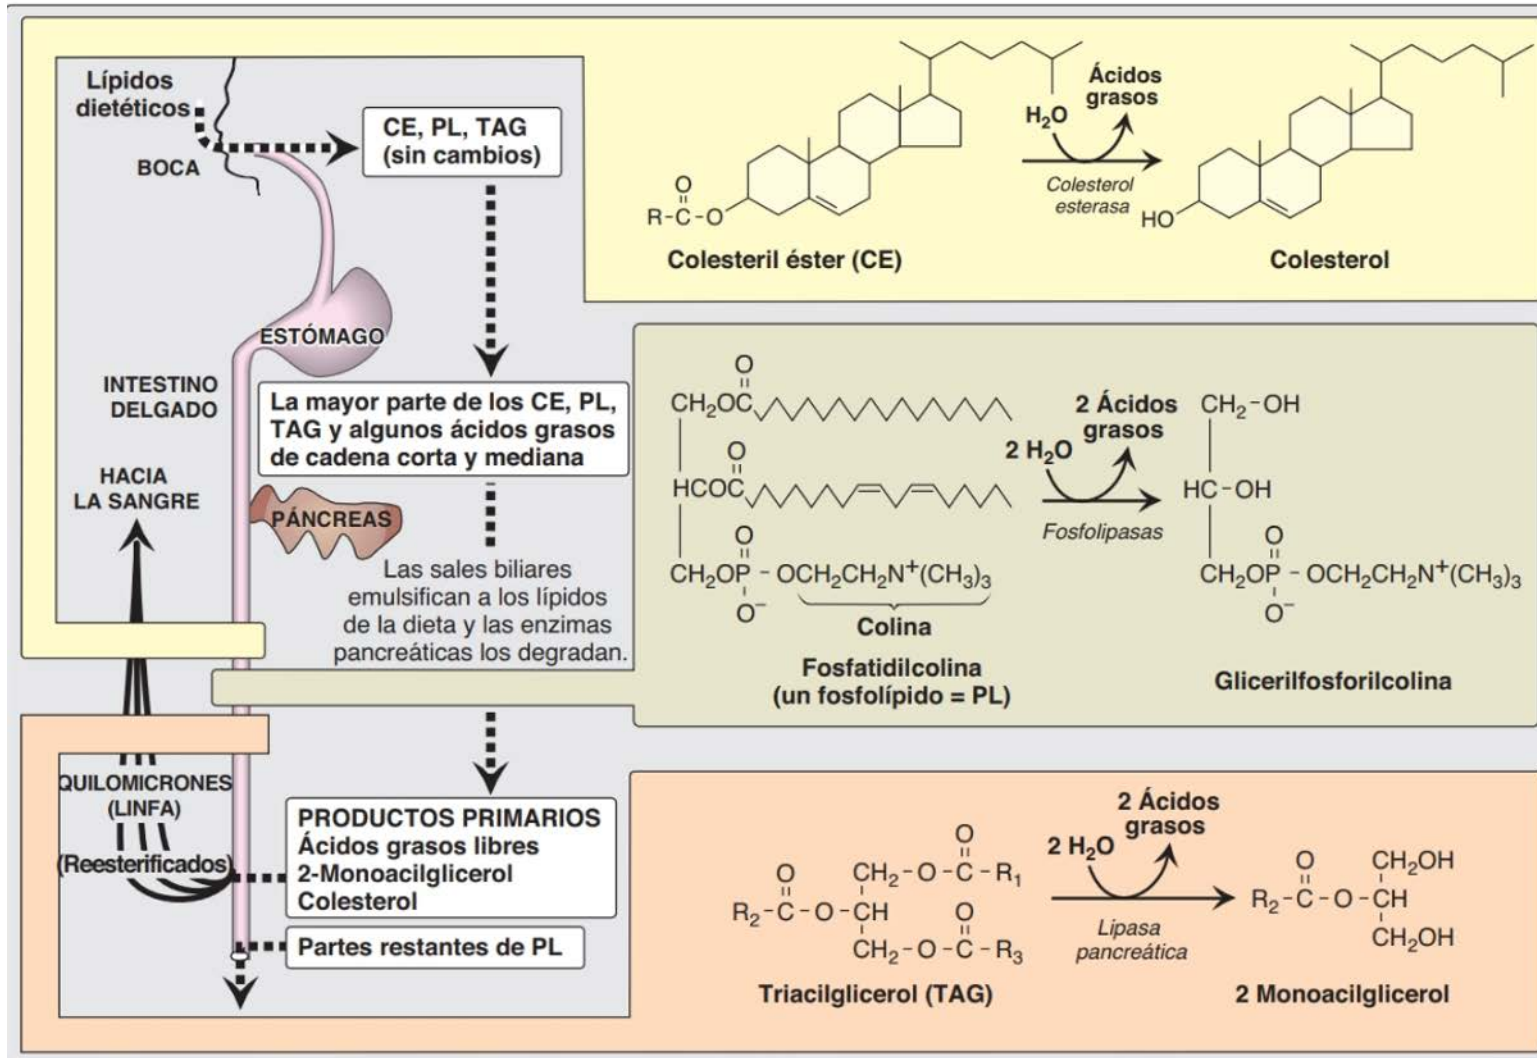 Lípidos
dietéticos
BOCA
CE, PL, TAG
(sin cambios)
ESTÓMAGO
INTESTINO
DELGADO
La mayor parte de los CE, PL,
TAG y algunos ácidos grasos
de cadena corta y mediana
HACIA
LA SANGRE
PÁNCREAS
Las sales biliares
emulsifican a los lípidos
de la dieta y las enzimas
pancreáticas los degradan.
QUILOMICRONES
(LINFA)
(Reesterificados)
PRODUCTOS PRIMARIOS
Ácidos grasos libres
2-Monoacilglicerol
Colesterol
Partes restantes de PL
O
R-C-O
Colesteril éster (CE)
H₂O
Ácidos
grasos
Colesterol
esterasa
HO
Colesterol
O
CH₂OC
O
HCOC
O
CH₂OP - OCH₂CH₂N⁺(CH₃)₃
O⁻
Colina
Fosfatidilcolina
(un fosfolípido = PL)
2 H₂O
2 Ácidos
grasos
Fosfolipasas
CH₂-OH
HC-OH
O
CH₂OP - OCH₂CH₂N⁺(CH₃)₃
O⁻
Glicerilfosforilcolina
O
CH₂-O-C-R₁
O
R₂-C-O-CH
O
CH₂-O-C-R₃
Triacilglicerol (TAG)
2 H₂O
2 Ácidos
grasos
Lipasa
pancreática
O
CH₂OH
R₂-C-O-CH
CH₂OH
2 Monoacilglicerol